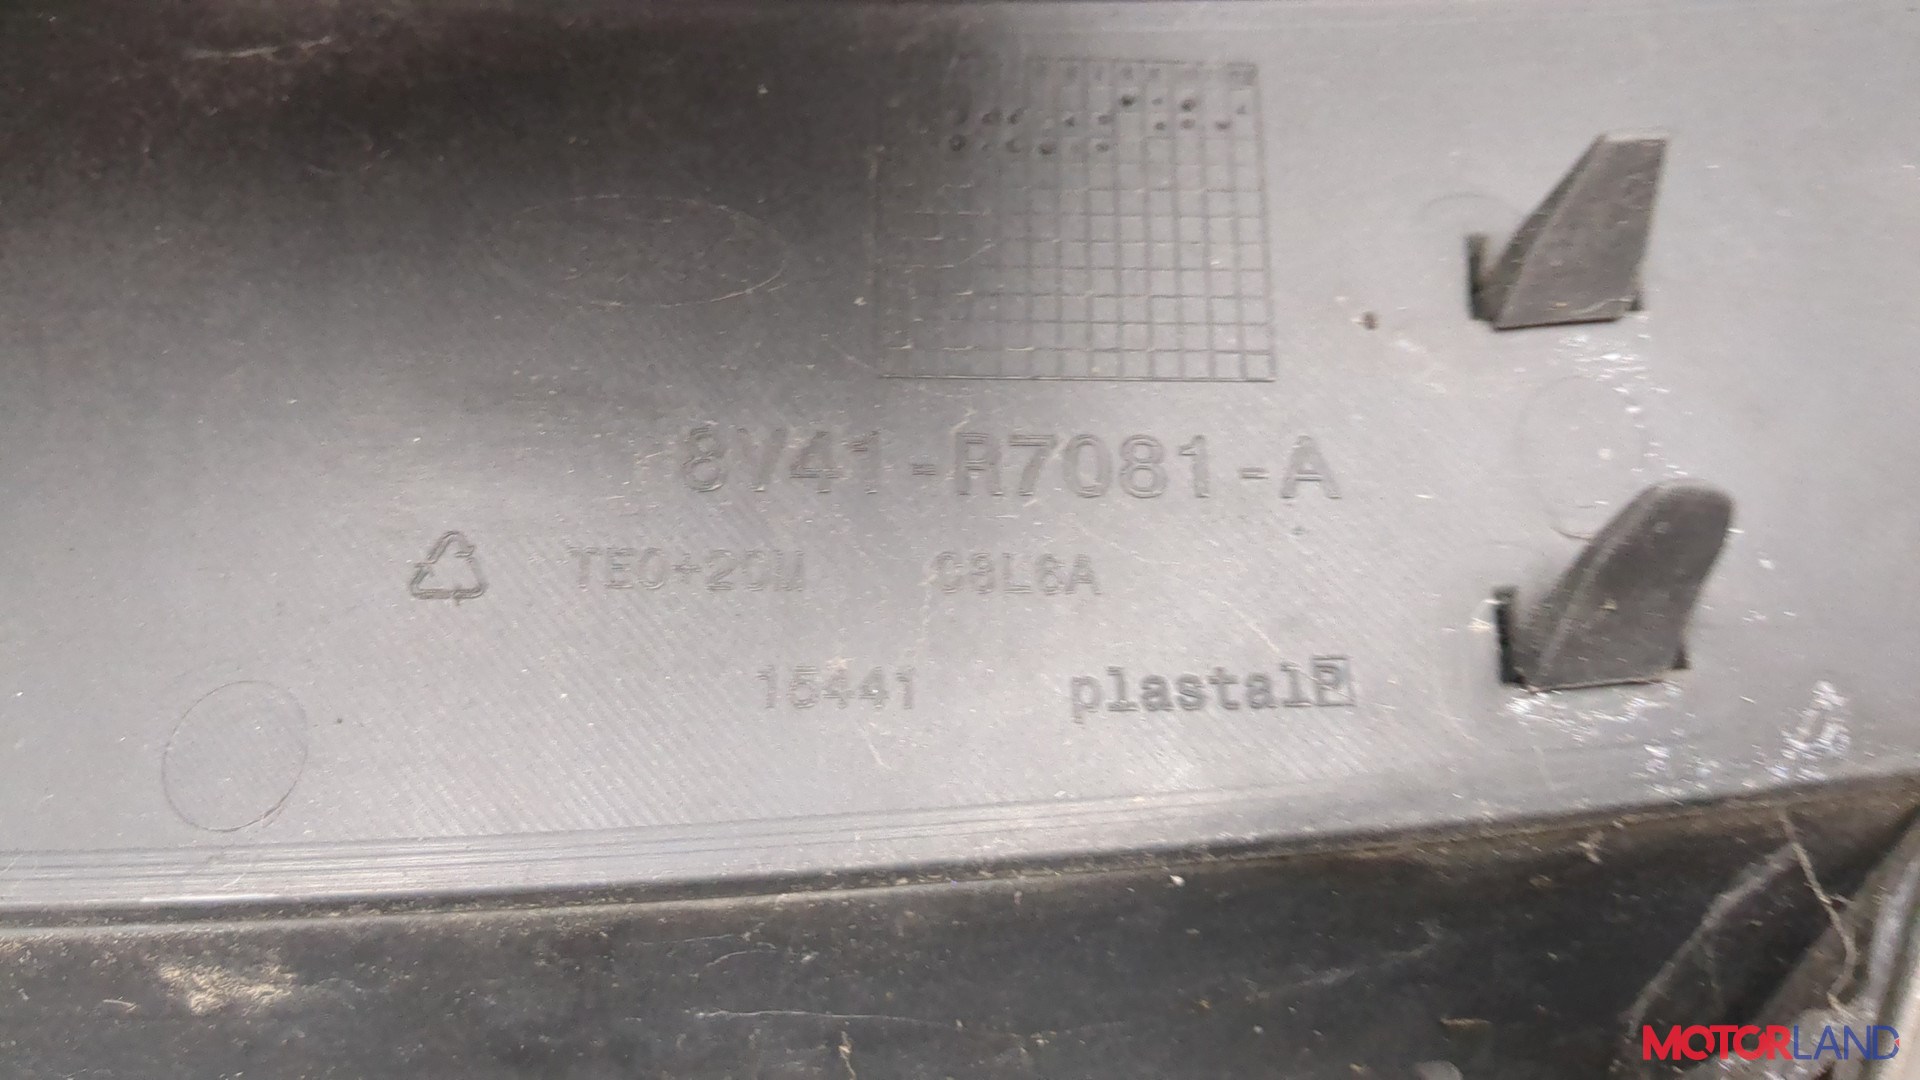 8V41-R7081-A
TEO+20M C8L6A
15441 plastal P
MOTORLAND